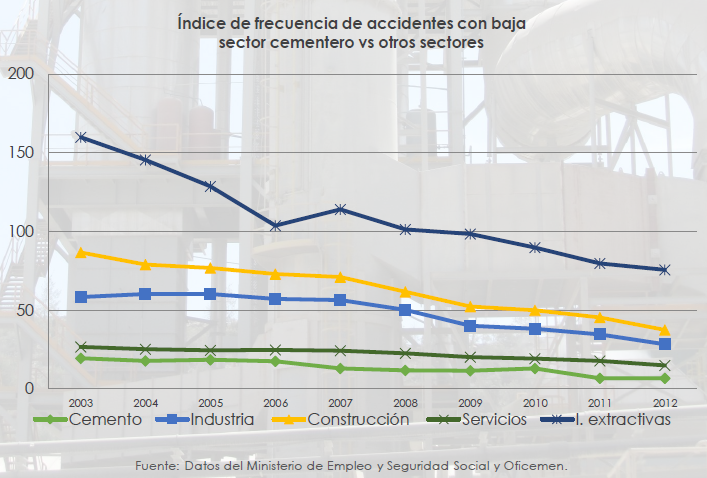 Índice de frecuencia de accidentes con baja
sector cementero vs otros sectores
200
150
100
50
0
2003 2004 2005 2006 2007 2008 2009 2010 2011 2012
Cemento Industria Construcción Servicios I. extractivas
Fuente: Datos del Ministerio de Empleo y Seguridad Social y Oficemen.